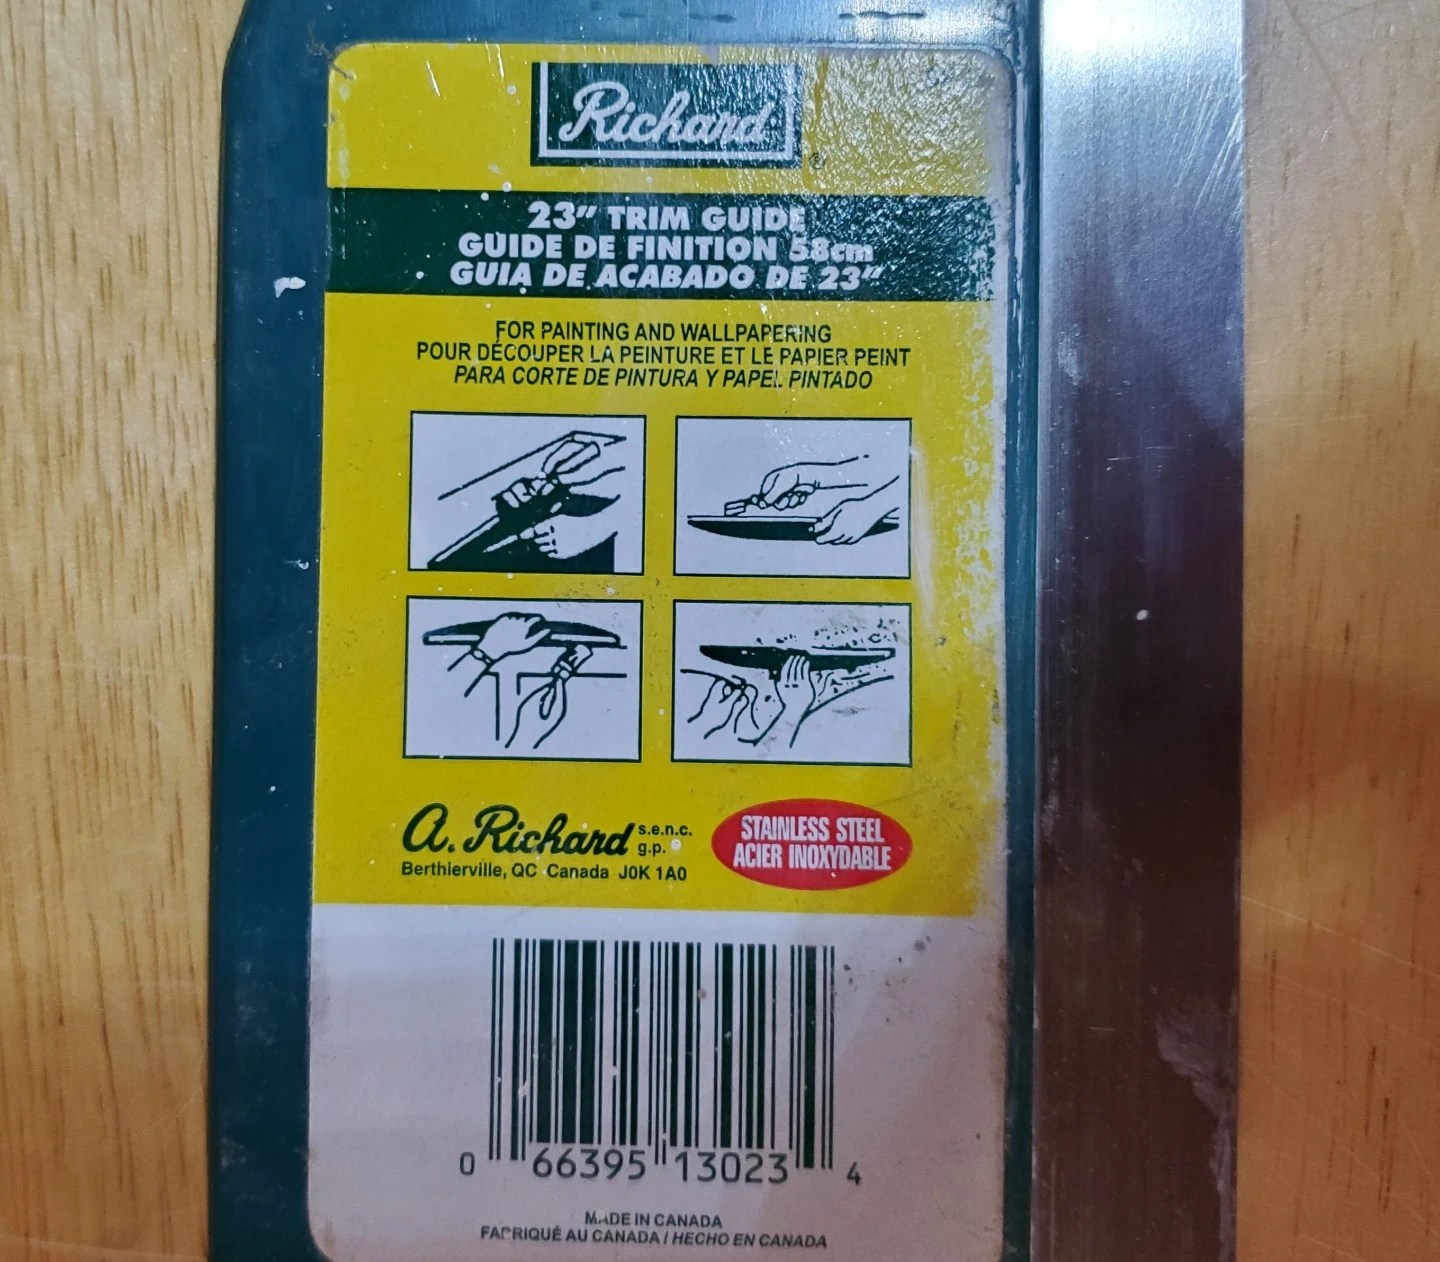 Richard
®
23" TRIM GUIDE
GUIDE DE FINITION 58cm
GUIA DE ACABADO DE 23"
FOR PAINTING AND WALLPAPERING
POUR DÉCOUPER LA PEINTURE ET LE PAPIER PEINT
PARA CORTE DE PINTURA Y PAPEL PINTADO
A. Richard s.e.n.c.
g.p.
Berthierville, QC Canada J0K 1A0
STAINLESS STEEL
ACIER INOXYDABLE
0 66395 13023 4
MADE IN CANADA
FABRIQUÉ AU CANADA / HECHO EN CANADA